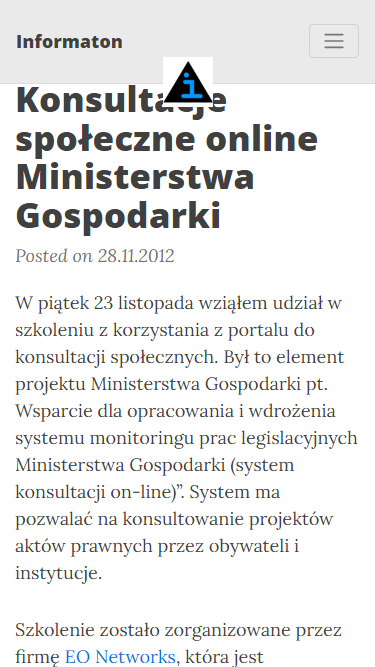 Informaton
i
Konsultacje
społeczne online
Ministerstwa
Gospodarki
Posted on 28.11.2012
W piątek 23 listopada wziąłem udział w
szkoleniu z korzystania z portalu do
konsultacji społecznych. Był to element
projektu Ministerstwa Gospodarki pt.
Wsparcie dla opracowania i wdrożenia
systemu monitoringu prac legislacyjnych
Ministerstwa Gospodarki (system
konsultacji on-line)”. System ma
pozwalać na konsultowanie projektów
aktów prawnych przez obywateli i
instytucje.
Szkolenie zostało zorganizowane przez
firmę EO Networks, która jest